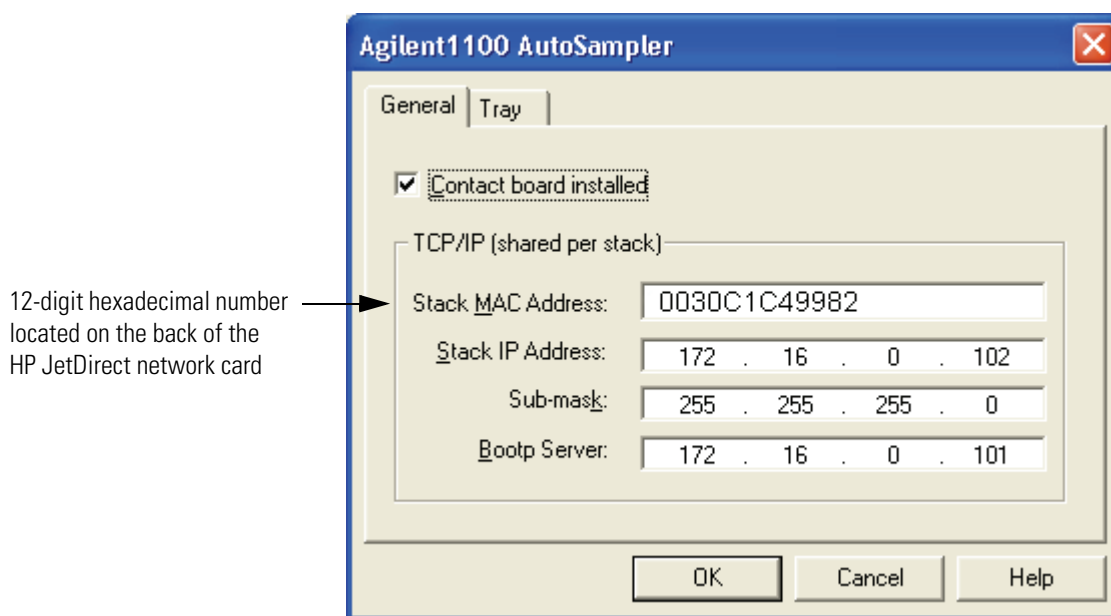 Agilent1100 AutoSampler
General
Tray
Contact board installed
TCP/IP (shared per stack)
12-digit hexadecimal number
located on the back of the
HP JetDirect network card
Stack MAC Address: 0030C1C49982
Stack IP Address: 172 . 16 . 0 . 102
Sub-mask: 255 . 255 . 255 . 0
Bootp Server: 172 . 16 . 0 . 101
OK
Cancel
Help